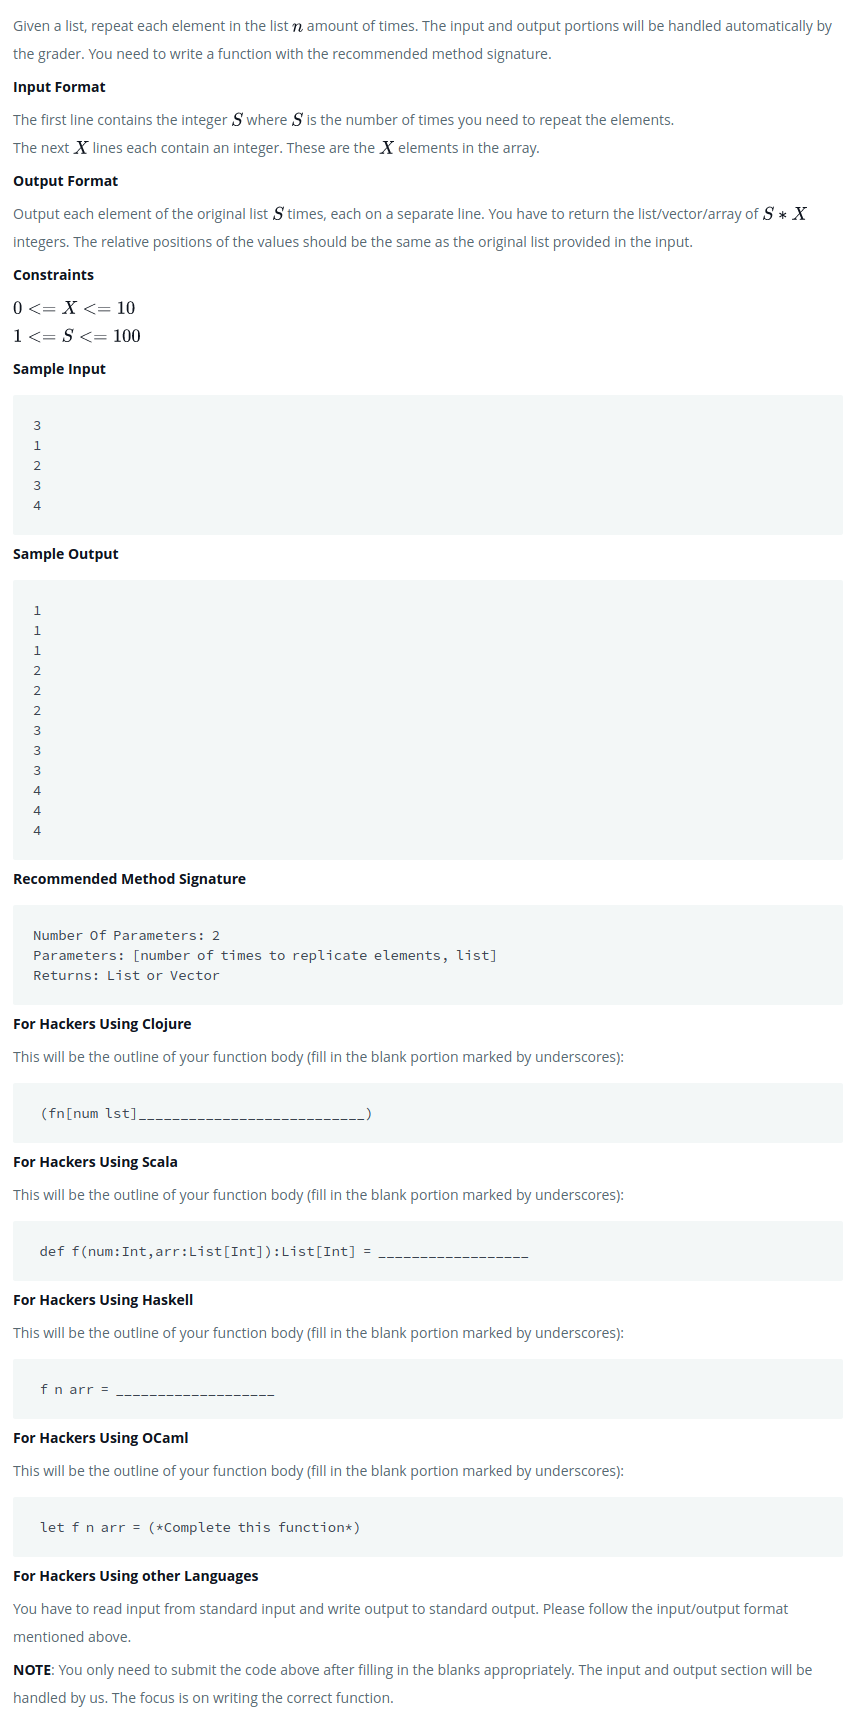 Given a list, repeat each element in the list n amount of times. The input and output portions will be handled automatically by
the grader. You need to write a function with the recommended method signature.
Input Format
The first line contains the integer S where S is the number of times you need to repeat the elements.
The next X lines each contain an integer. These are the X elements in the array.
Output Format
Output each element of the original list S times, each on a separate line. You have to return the list/vector/array of S * X
integers. The relative positions of the values should be the same as the original list provided in the input.
Constraints
0 <= X <= 10
1 <= S <= 100
Sample Input
3
1
2
3
4
Sample Output
1
1
1
2
2
2
3
3
3
4
4
4
Recommended Method Signature
Number Of Parameters: 2
Parameters: [number of times to replicate elements, list]
Returns: List or Vector
For Hackers Using Clojure
This will be the outline of your function body (fill in the blank portion marked by underscores):
(fn[num lst]___________________________)
For Hackers Using Scala
This will be the outline of your function body (fill in the blank portion marked by underscores):
def f(num:Int,arr:List[Int]):List[Int] = __________________
For Hackers Using Haskell
This will be the outline of your function body (fill in the blank portion marked by underscores):
f n arr = ___________________
For Hackers Using OCaml
This will be the outline of your function body (fill in the blank portion marked by underscores):
let f n arr = (*Complete this function*)
For Hackers Using other Languages
You have to read input from standard input and write output to standard output. Please follow the input/output format
mentioned above.
NOTE: You only need to submit the code above after filling in the blanks appropriately. The input and output section will be
handled by us. The focus is on writing the correct function.